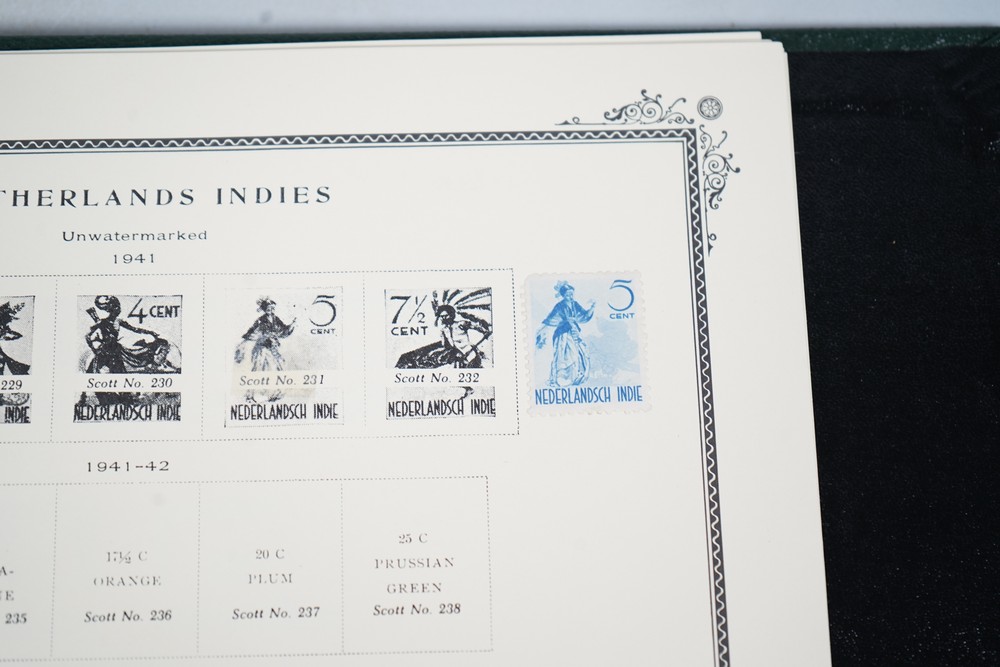 THERLANDS INDIES
Unwatermarked
1941
4 CENT
5 CENT
7½ CENT
5 CENT
229
Scott No. 230
Scott No. 231
Scott No. 232
INDIE
NEDERLANDSCH INDIE
NEDERLANDSCH INDIE
NEDERLANDSCH INDIE
NEDERLANDSCH INDIE
1941-42
A-
NE
235
17½ C
ORANGE
Scott No. 236
20 C
PLUM
Scott No. 237
25 C
PRUSSIAN
GREEN
Scott No. 238